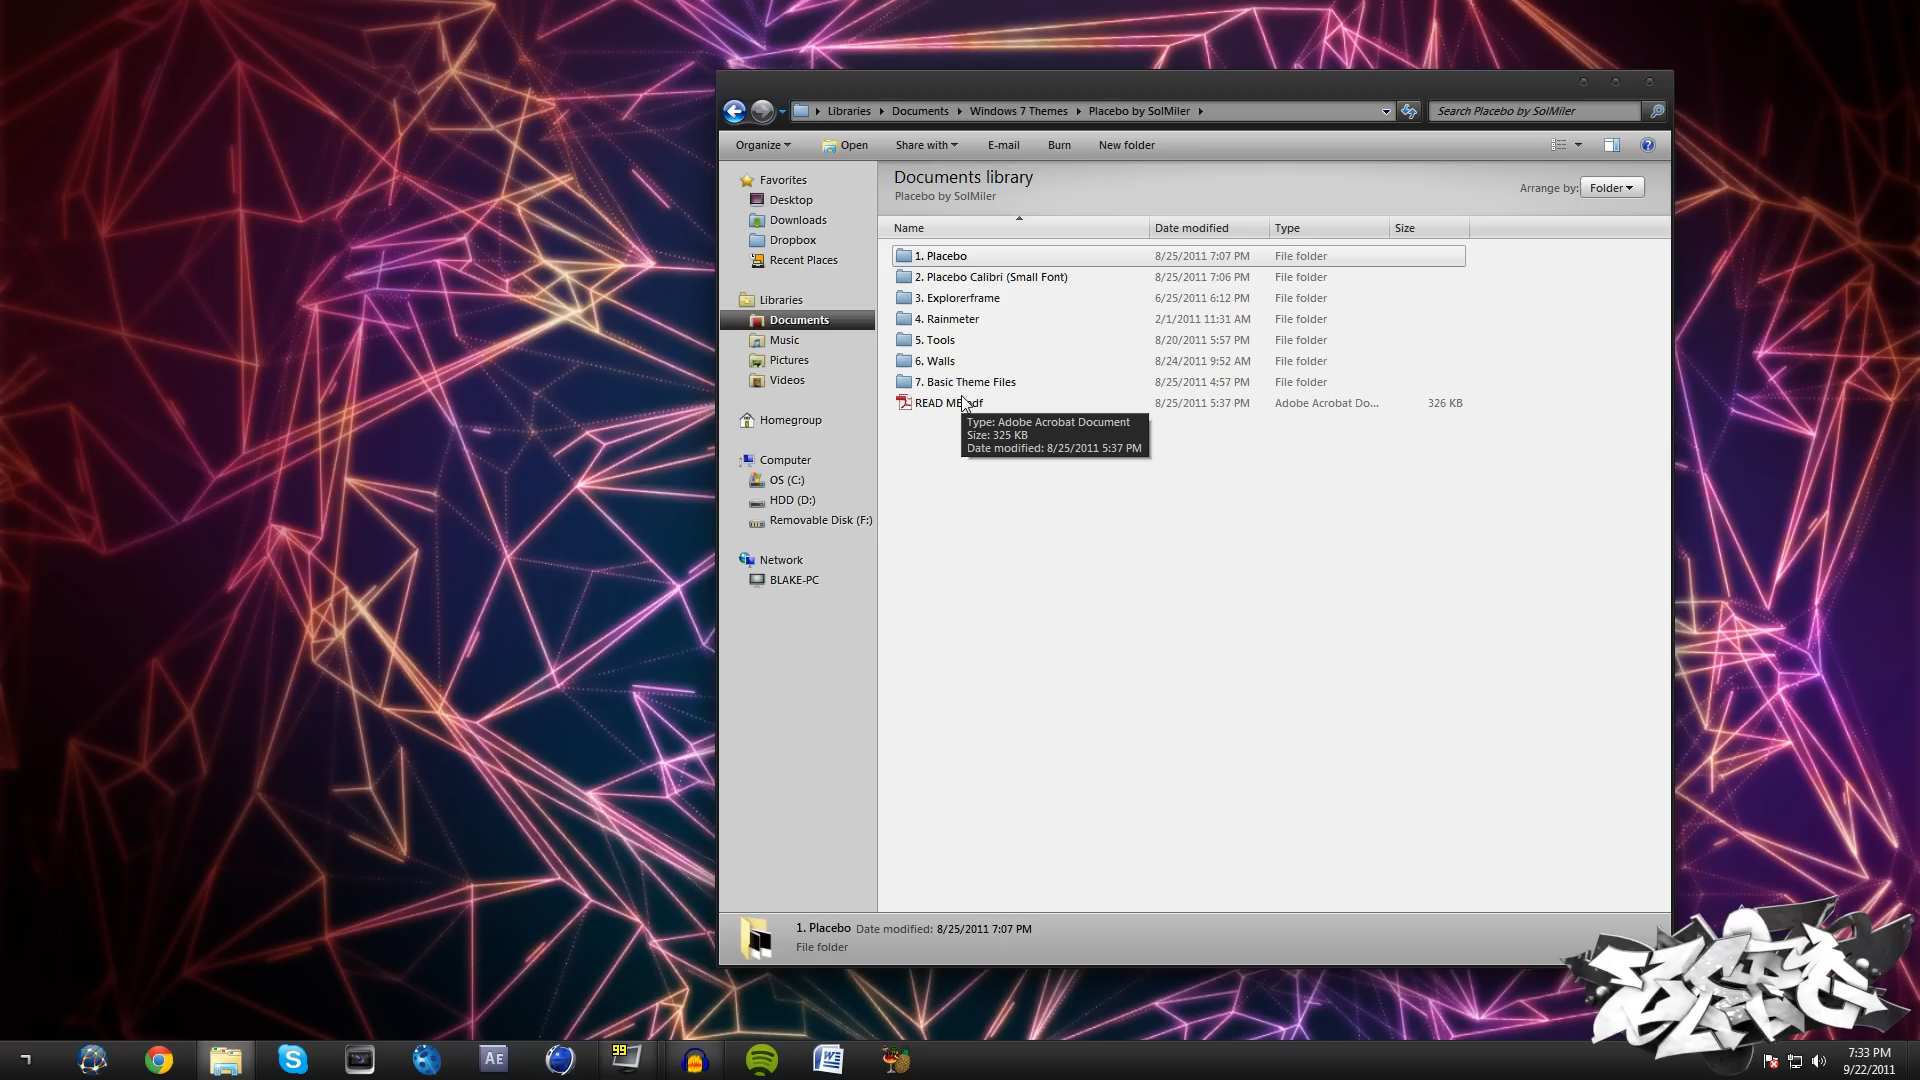 Libraries Documents Windows 7 Themes Placebo by SolMiler
Search Placebo by SolMiler
Organize Open Share with E-mail Burn New folder
Favorites
Desktop
Downloads
Dropbox
Recent Places
Libraries
Documents
Music
Pictures
Videos
Homegroup
Computer
OS (C:)
HDD (D:)
Removable Disk (F:)
Network
BLAKE-PC
Documents library
Placebo by SolMiler
Arrange by: Folder
Name Date modified Type Size
1. Placebo 8/25/2011 7:07 PM File folder
2. Placebo Calibri (Small Font) 8/25/2011 7:06 PM File folder
3. Explorerframe 6/25/2011 6:12 PM File folder
4. Rainmeter 2/1/2011 11:31 AM File folder
5. Tools 8/20/2011 5:57 PM File folder
6. Walls 8/24/2011 9:52 AM File folder
7. Basic Theme Files 8/25/2011 4:57 PM File folder
READ ME.pdf 8/25/2011 5:37 PM Adobe Acrobat Do... 326 KB
Type: Adobe Acrobat Document
Size: 325 KB
Date modified: 8/25/2011 5:37 PM
1. Placebo Date modified: 8/25/2011 7:07 PM
File folder
AE
99
7:33 PM
9/22/2011